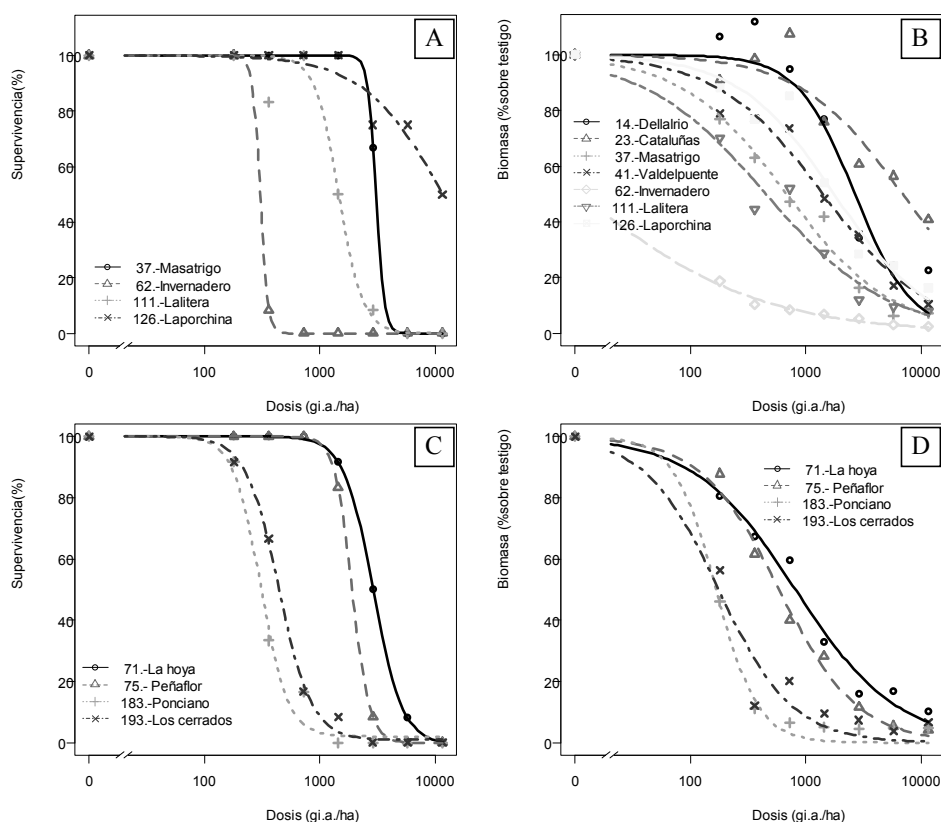 A
Supervivencia(%)
100
80
60
40
20
0
37.-Masatrigo
62.-Invernadero
111.-Lalitera
126.-Laporchina
0
100
1000
10000
Dosis (gi.a./ha)
B
Biomasa (%sobre testigo)
100
80
60
40
20
0
14.-Dellalrio
23.-Cataluñas
37.-Masatrigo
41.-Valdelpuente
62.-Invernadero
111.-Lalitera
126.-Laporchina
0
100
1000
10000
Dosis (gi.a./ha)
C
Supervivencia(%)
100
80
60
40
20
0
71.-La hoya
75.- Peñaflor
183.-Ponciano
193.-Los cerrados
0
100
1000
10000
Dosis (gi.a./ha)
D
Biomasa (%sobre testigo)
100
80
60
40
20
0
71.-La hoya
75.- Peñaflor
183.-Ponciano
193.-Los cerrados
0
100
1000
10000
Dosis (gi.a./ha)